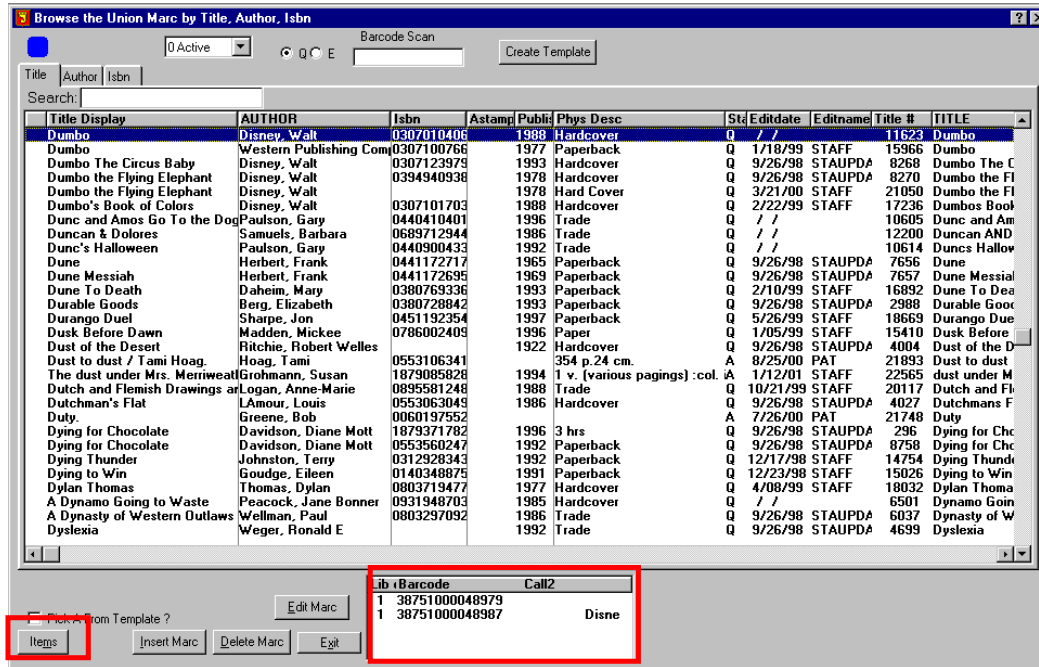 Browse the Union Marc by Title, Author, Isbn
Barcode Scan
0 Active Q E Create Template
Title Author Isbn
Search:
Title Display AUTHOR Isbn Astamp Publis Phys Desc Sta Editdate Editname Title # TITLE
Dumbo Disney, Walt 0307010406 1988 Hardcover Q / / 11623 Dumbo
Dumbo Western Publishing Com 0307100766 1977 Paperback Q 1/18/99 STAFF 15966 Dumbo
Dumbo The Circus Baby Disney, Walt 0307123979 1993 Hardcover Q 9/26/98 STAUPDA 8268 Dumbo The C
Dumbo the Flying Elephant Disney, Walt 0394940938 1978 Hardcover Q 9/26/98 STAUPDA 8270 Dumbo the Fl
Dumbo the Flying Elephant Disney, Walt 1978 Hard Cover Q 3/21/00 STAFF 21050 Dumbo the Fl
Dumbo's Book of Colors Disney, Walt 0307101703 1988 Hardcover Q 2/22/99 STAFF 17236 Dumbos Book
Dunc and Amos Go To the Dog Paulson, Gary 0440410401 1996 Trade Q / / 10605 Dunc and Am
Duncan & Dolores Samuels, Barbara 0689712944 1986 Trade Q / / 12200 Duncan AND
Dunc's Halloween Paulson, Gary 0440900433 1992 Trade Q / / 10614 Duncs Hallow
Dune Herbert, Frank 0441172717 1965 Paperback Q 9/26/98 STAUPDA 7656 Dune
Dune Messiah Herbert, Frank 0441172695 1969 Paperback Q 9/26/98 STAUPDA 7657 Dune Messial
Dune To Death Daheim, Mary 0380769336 1993 Paperback Q 2/10/99 STAFF 16892 Dune To Dea
Durable Goods Berg, Elizabeth 0380728842 1993 Paperback Q 9/26/98 STAUPDA 2988 Durable Good
Durango Duel Sharpe, Jon 0451192354 1997 Paperback Q 5/26/99 STAFF 18669 Durango Due
Dusk Before Dawn Madden, Mickee 0786002409 1996 Paper Q 1/05/99 STAFF 15410 Dusk Before
Dust of the Desert Ritchie, Robert Welles 1922 Hardcover Q 9/26/98 STAUPDA 4004 Dust of the D
Dust to dust / Tami Hoag. Hoag, Tami 0553106341 354 p.24 cm. A 8/25/00 PAT 21893 Dust to dust
The dust under Mrs. Merriweatl Grohmann, Susan 1879085828 1994 1 v. (various pagings) :col. i A 1/12/01 STAFF 22565 dust under M
Dutch and Flemish Drawings ar Logan, Anne-Marie 0895581248 1988 Trade Q 10/21/99 STAFF 20117 Dutch and Fl
Dutchman's Flat LAmour, Louis 0553063049 1986 Hardcover Q 9/26/98 STAUPDA 4027 Dutchmans F
Duty. Greene, Bob 0060197552 A 7/26/00 PAT 21748 Duty
Dying for Chocolate Davidson, Diane Mott 1879371782 1996 3 hrs Q 9/26/98 STAUPDA 296 Dying for Cho
Dying for Chocolate Davidson, Diane Mott 0553560247 1992 Paperback Q 9/26/98 STAUPDA 8758 Dying for Cho
Dying Thunder Johnston, Terry 0312928343 1992 Paperback Q 12/17/98 STAFF 14754 Dying Thund
Dying to Win Goudge, Eileen 0140348875 1991 Paperback Q 12/23/98 STAFF 15026 Dying to Win
Dylan Thomas Thomas, Dylan 0803719477 1977 Hardcover Q 4/08/99 STAFF 18032 Dylan Thoma
A Dynamo Going to Waste Peacock, Jane Bonner 0931948703 1985 Hardcover Q / / 6501 Dynamo Goin
A Dynasty of Western Outlaws Wellman, Paul 0803297092 1986 Trade Q 9/26/98 STAUPDA 6037 Dynasty of W
Dyslexia Weger, Ronald E 1992 Trade Q 9/26/98 STAUPDA 4699 Dyslexia
Lib Barcode Call2
1 38751000048979
1 38751000048987 Disne
Edit Marc
Pick A From Template ?
Items Insert Marc Delete Marc Exit